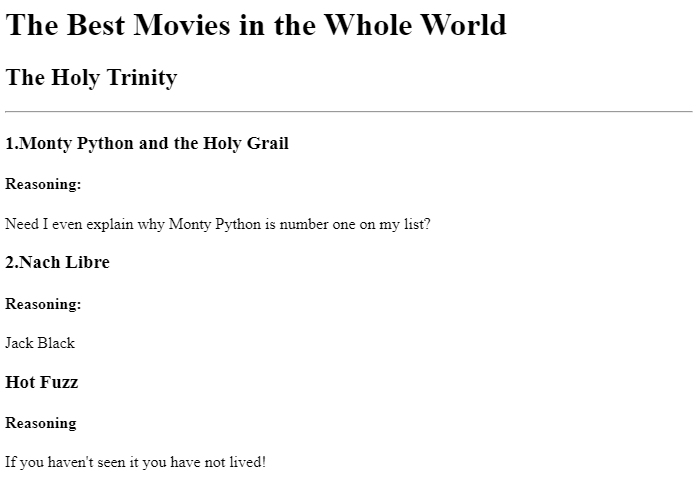 The Best Movies in the Whole World
The Holy Trinity
1.Monty Python and the Holy Grail
Reasoning:
Need I even explain why Monty Python is number one on my list?
2.Nach Libre
Reasoning:
Jack Black
Hot Fuzz
Reasoning
If you haven't seen it you have not lived!